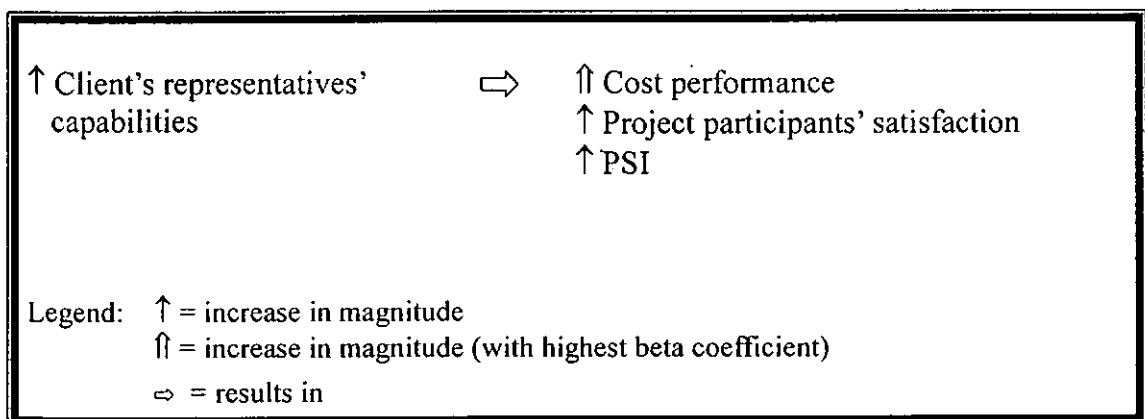 ↑ Client's representatives' ⇨ ⇑ Cost performance
capabilities ↑ Project participants' satisfaction
↑ PSI
Legend: ↑ = increase in magnitude
⇑ = increase in magnitude (with highest beta coefficient)
⇨ = results in